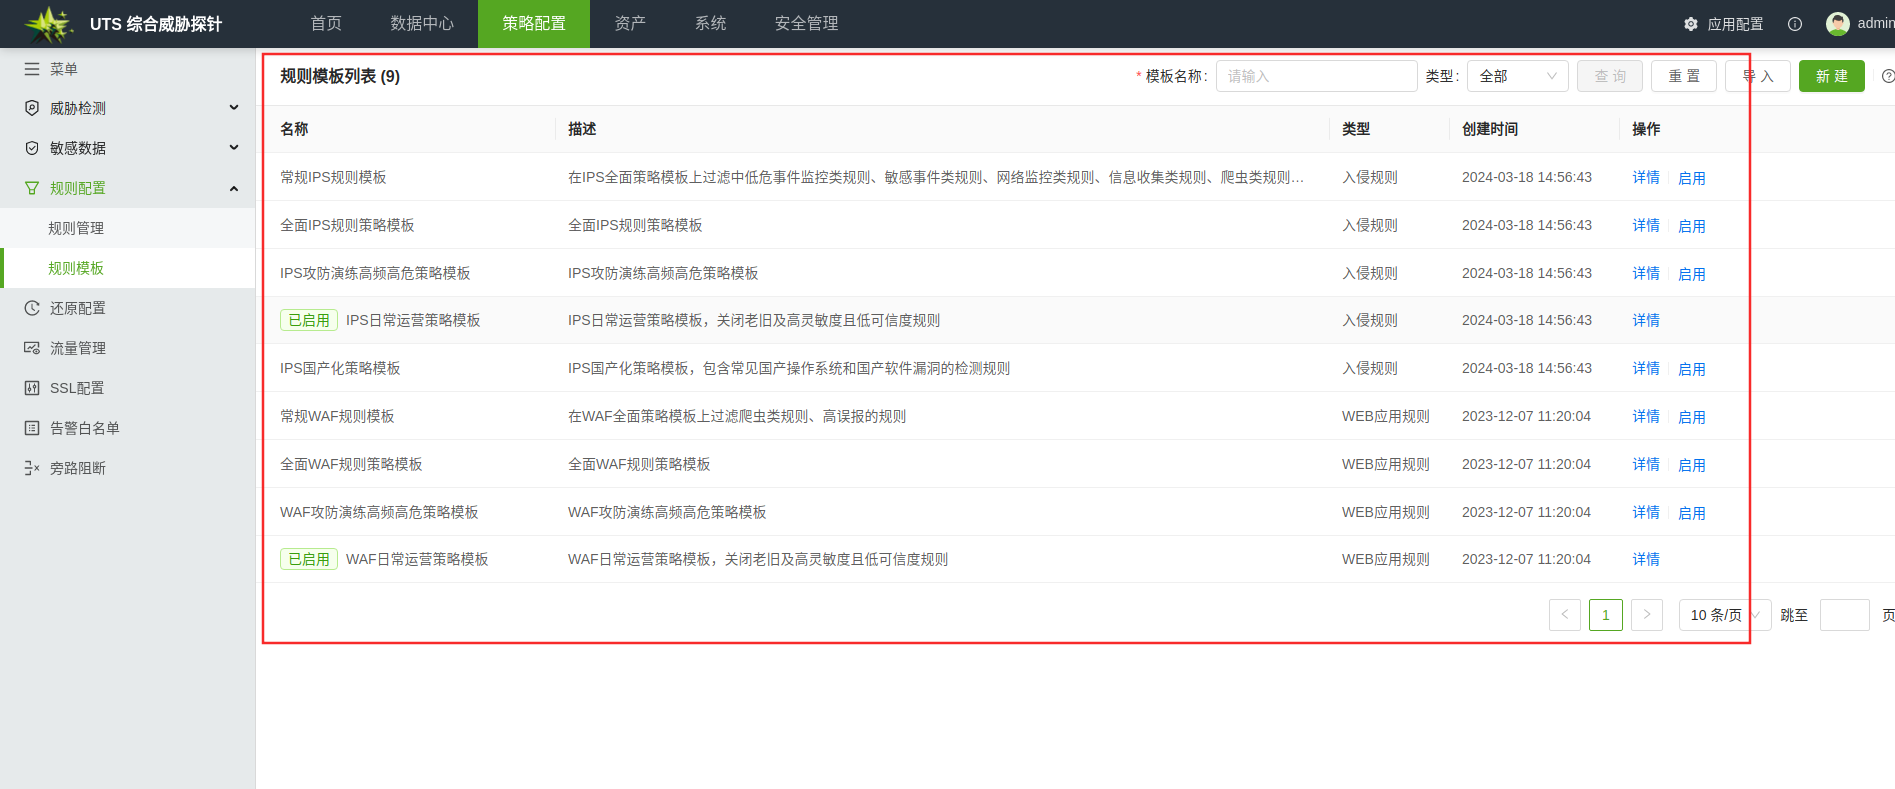 UTS 综合威胁探针
首页
数据中心
策略配置
资产
系统
安全管理
应用配置
admin
菜单
威胁检测
敏感数据
规则配置
规则管理
规则模板
还原配置
流量管理
SSL配置
告警白名单
旁路阻断
规则模板列表 (9)
* 模板名称: 请输入 类型: 全部 查 询 重 置 导 入 新 建
名称 描述 类型 创建时间 操作
常规IPS规则模板 在IPS全面策略模板上过滤中低危事件监控类规则、敏感事件类规则、网络监控类规则、信息收集类规则、爬虫类规则… 入侵规则 2024-03-18 14:56:43 详情 启用
全面IPS规则策略模板 全面IPS规则策略模板 入侵规则 2024-03-18 14:56:43 详情 启用
IPS攻防演练高频高危策略模板 IPS攻防演练高频高危策略模板 入侵规则 2024-03-18 14:56:43 详情 启用
已启用 IPS日常运营策略模板 IPS日常运营策略模板，关闭老旧及高灵敏度且低可信度规则 入侵规则 2024-03-18 14:56:43 详情
IPS国产化策略模板 IPS国产化策略模板，包含常见国产操作系统和国产软件漏洞的检测规则 入侵规则 2024-03-18 14:56:43 详情 启用
常规WAF规则模板 在WAF全面策略模板上过滤爬虫类规则、高误报的规则 WEB应用规则 2023-12-07 11:20:04 详情 启用
全面WAF规则策略模板 全面WAF规则策略模板 WEB应用规则 2023-12-07 11:20:04 详情 启用
WAF攻防演练高频高危策略模板 WAF攻防演练高频高危策略模板 WEB应用规则 2023-12-07 11:20:04 详情 启用
已启用 WAF日常运营策略模板 WAF日常运营策略模板，关闭老旧及高灵敏度且低可信度规则 WEB应用规则 2023-12-07 11:20:04 详情
< 1 > 10 条/页 跳至 页